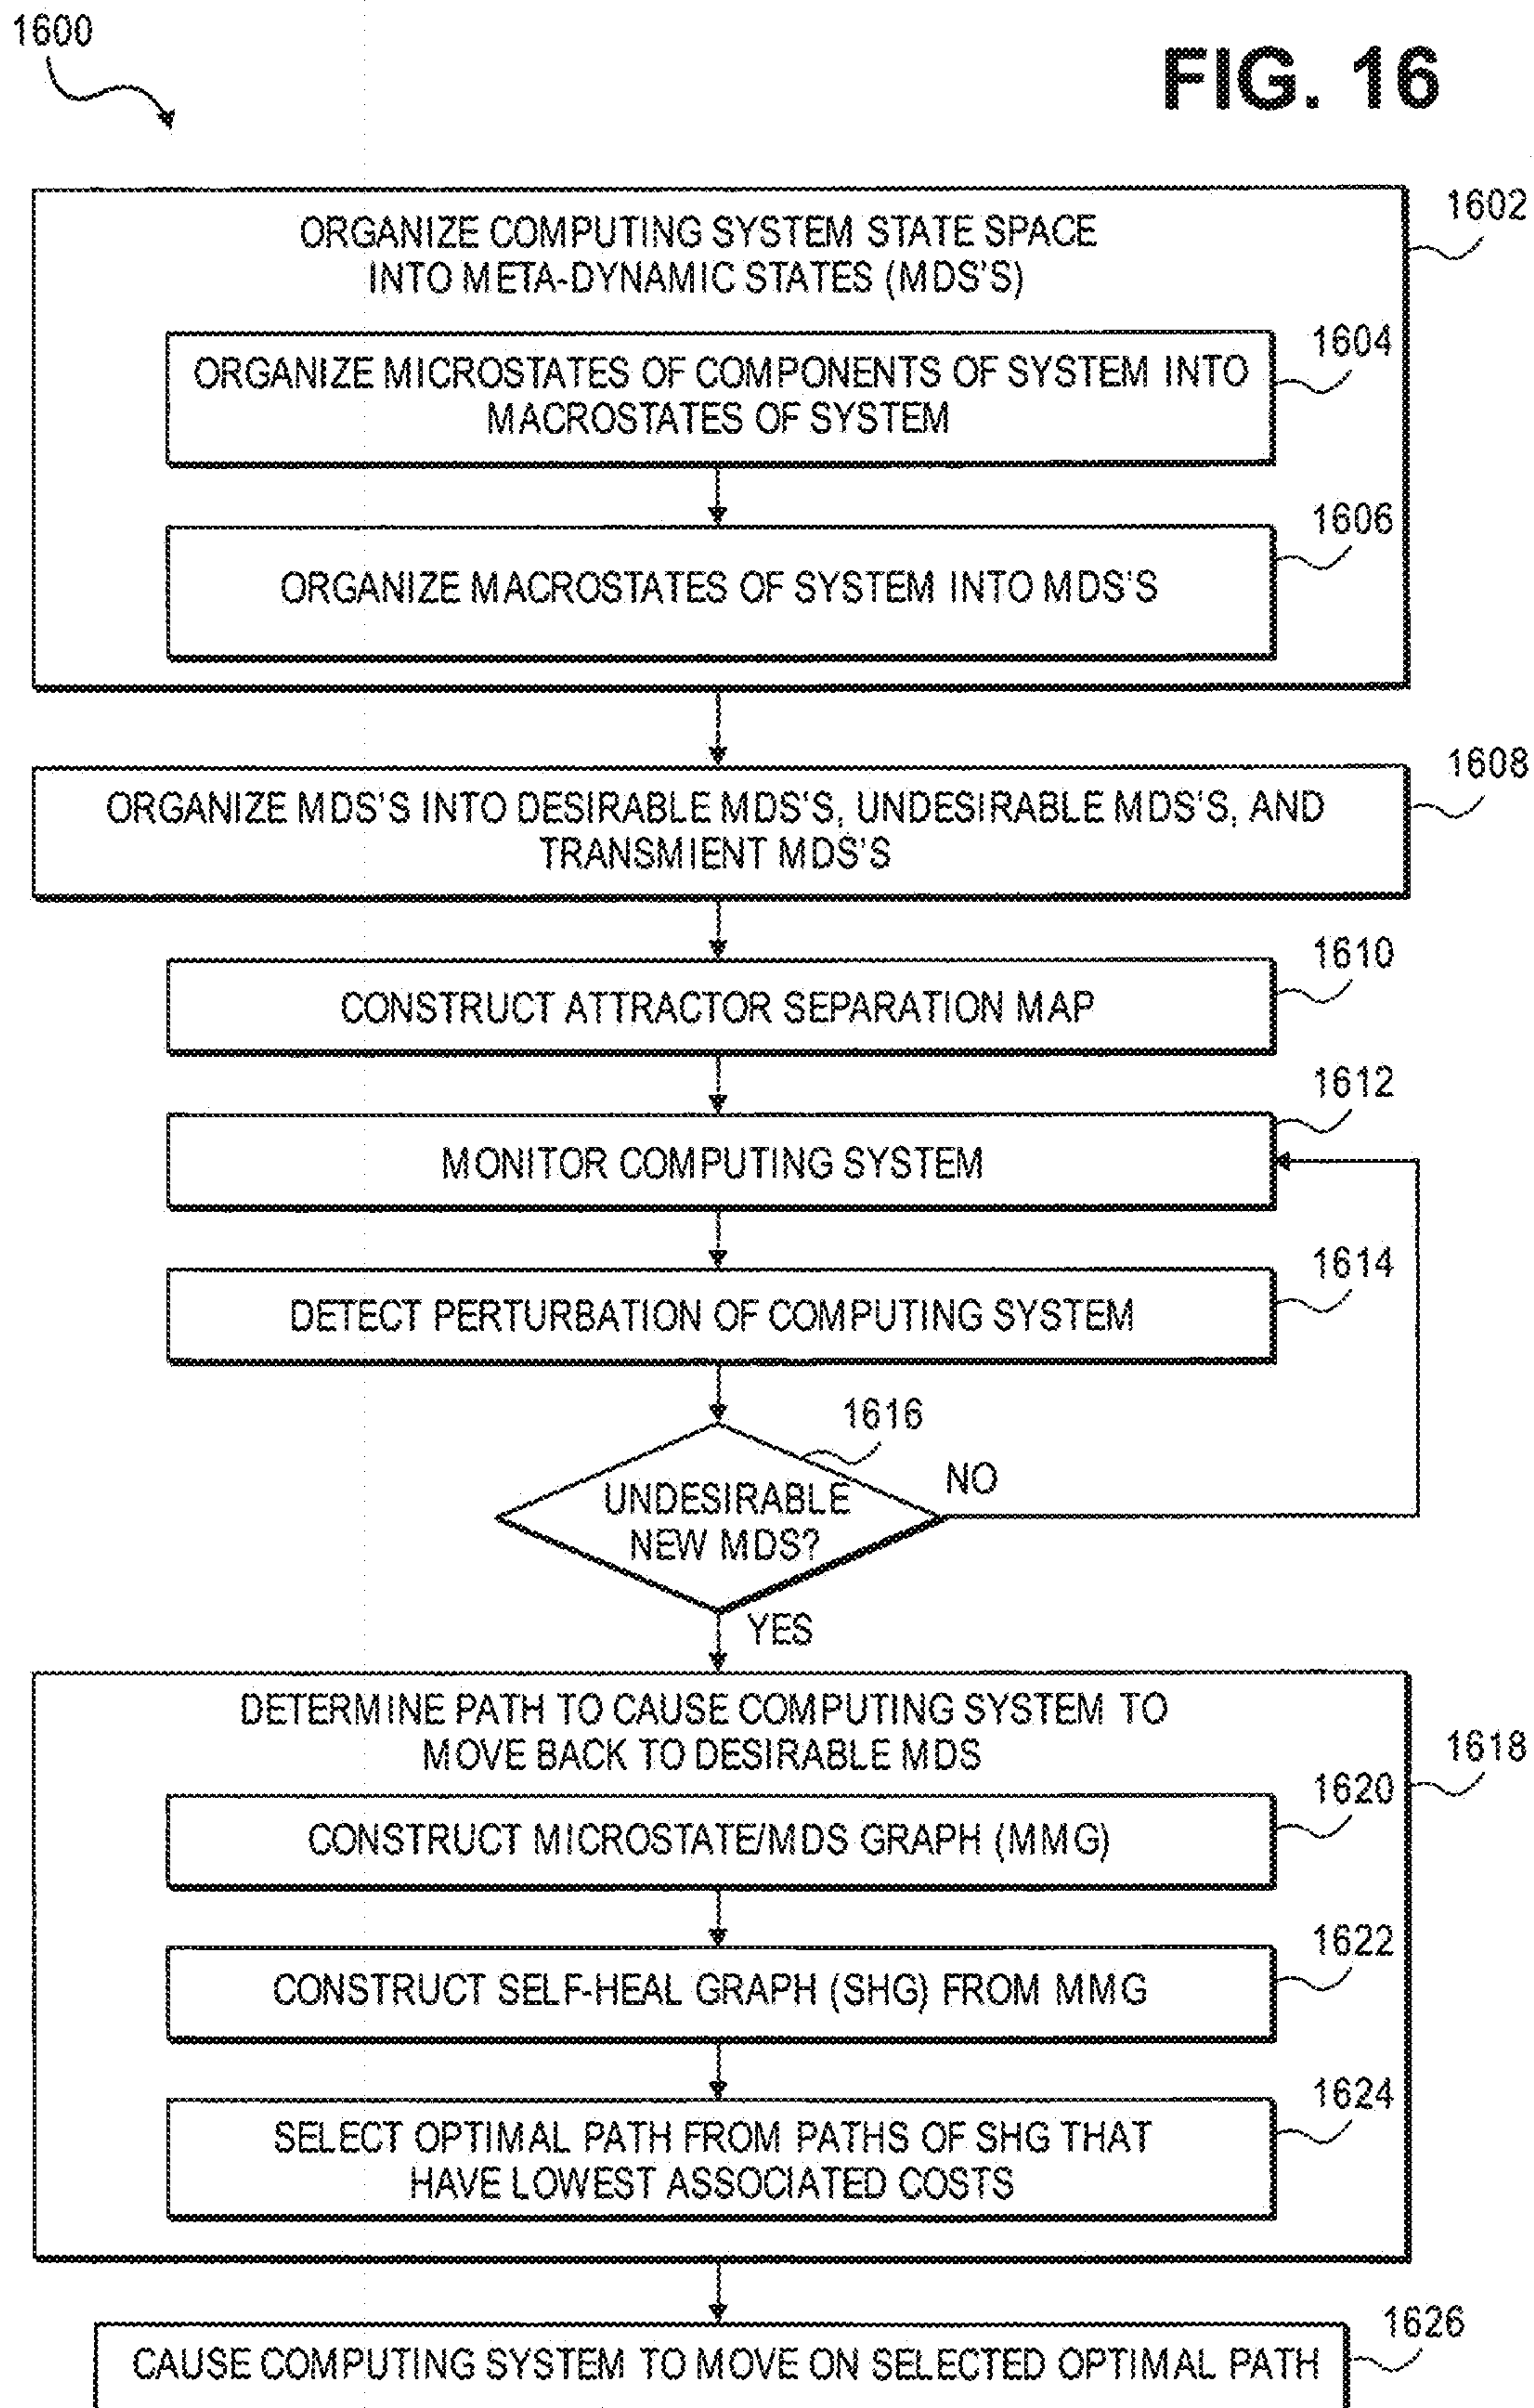 1600
FIG. 16
1602
ORGANIZE COMPUTING SYSTEM STATE SPACE
INTO META-DYNAMIC STATES (MDS'S)
1604
ORGANIZE MICROSTATES OF COMPONENTS OF SYSTEM INTO
MACROSTATES OF SYSTEM
1606
ORGANIZE MACROSTATES OF SYSTEM INTO MDS'S
1608
ORGANIZE MDS'S INTO DESIRABLE MDS'S, UNDESIRABLE MDS'S, AND
TRANSMIENT MDS'S
1610
CONSTRUCT ATTRACTOR SEPARATION MAP
1612
MONITOR COMPUTING SYSTEM
1614
DETECT PERTURBATION OF COMPUTING SYSTEM
1616
UNDESIRABLE
NEW MDS?
NO
YES
DETERMINE PATH TO CAUSE COMPUTING SYSTEM TO
MOVE BACK TO DESIRABLE MDS
1618
1620
CONSTRUCT MICROSTATE/MDS GRAPH (MMG)
1622
CONSTRUCT SELF-HEAL GRAPH (SHG) FROM MMG
1624
SELECT OPTIMAL PATH FROM PATHS OF SHG THAT
HAVE LOWEST ASSOCIATED COSTS
1626
CAUSE COMPUTING SYSTEM TO MOVE ON SELECTED OPTIMAL PATH